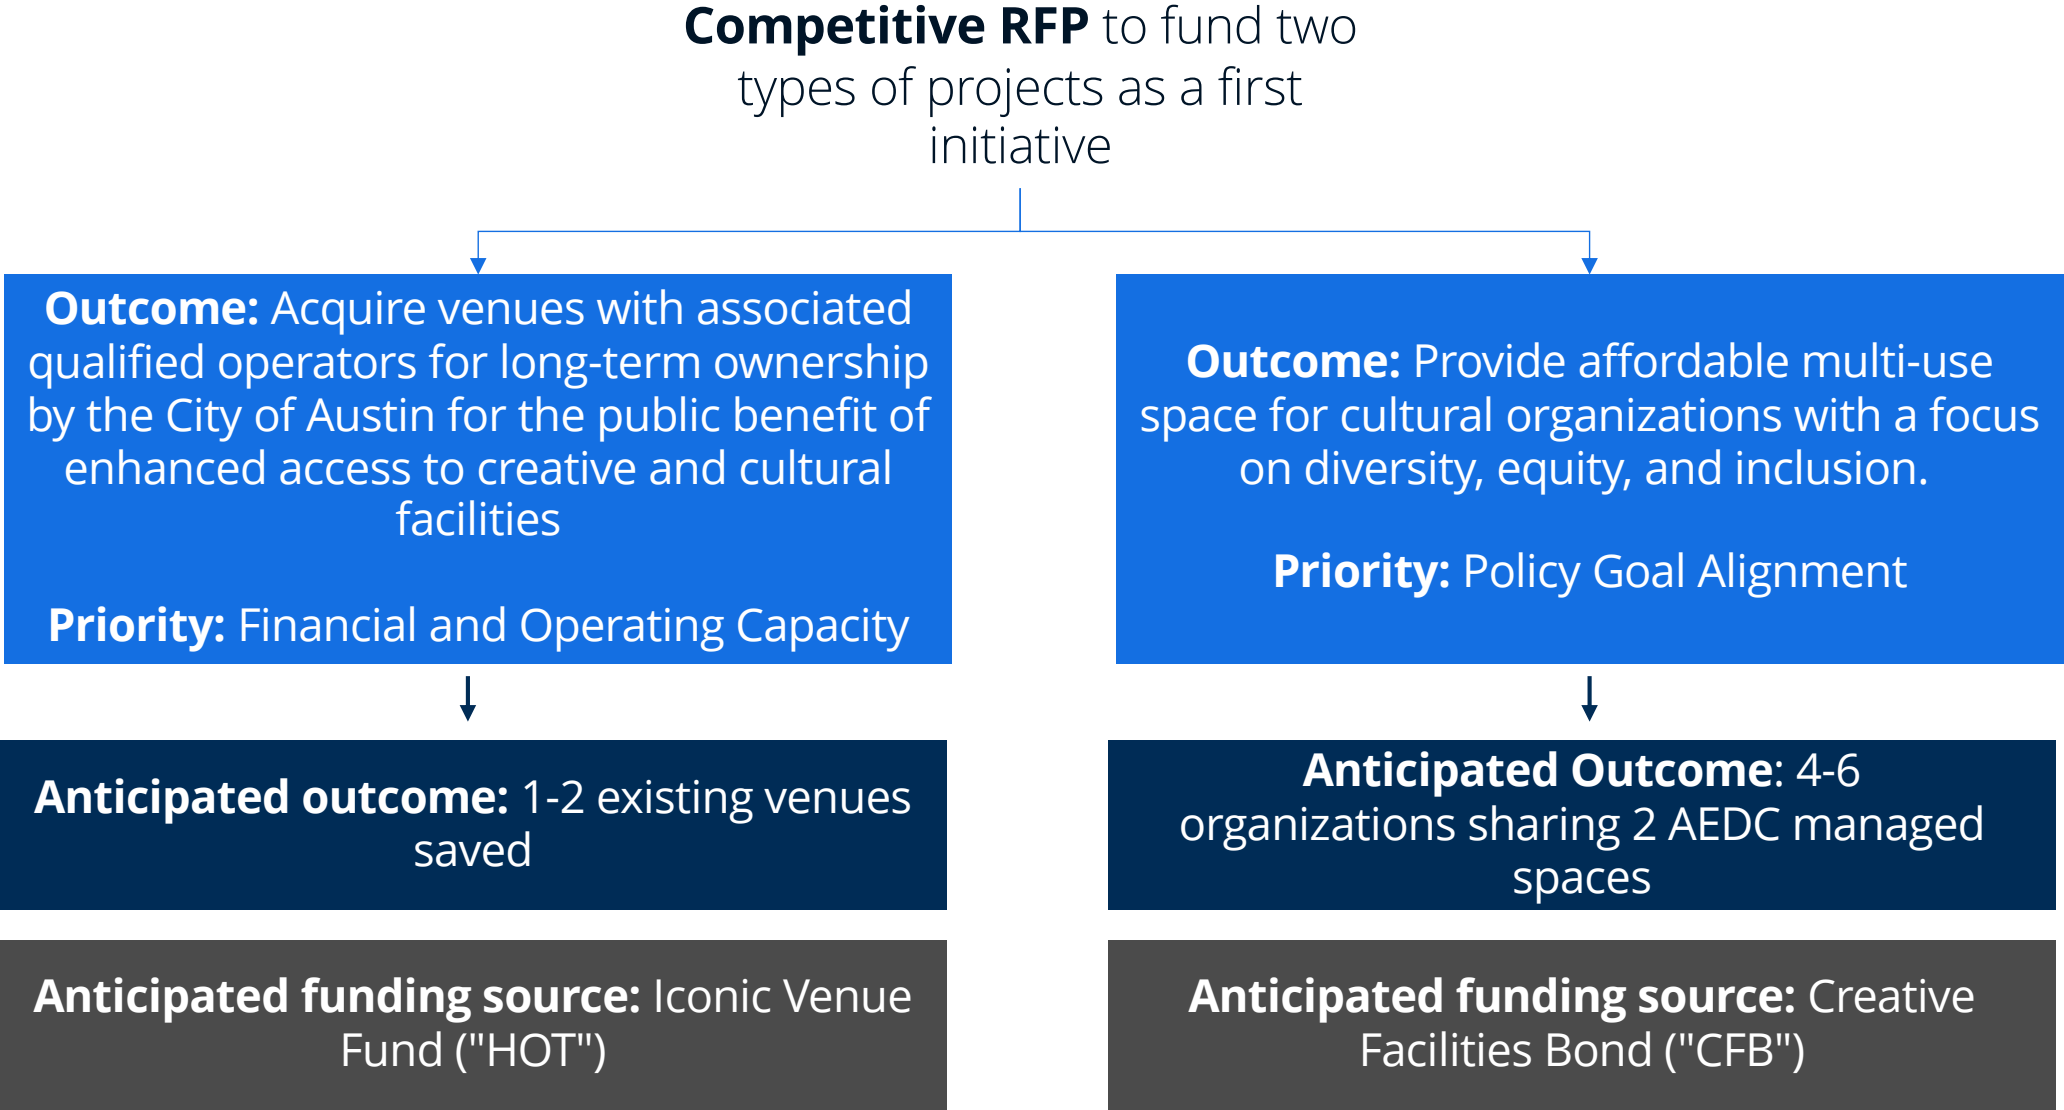 Competitive RFP to fund two
types of projects as a first
initiative
Outcome: Acquire venues with associated
qualified operators for long-term ownership
by the City of Austin for the public benefit of
enhanced access to creative and cultural
facilities
Priority: Financial and Operating Capacity
Anticipated outcome: 1-2 existing venues
saved
Anticipated funding source: Iconic Venue
Fund ("HOT")
Outcome: Provide affordable multi-use
space for cultural organizations with a focus
on diversity, equity, and inclusion.
Priority: Policy Goal Alignment
Anticipated Outcome: 4-6
organizations sharing 2 AEDC managed
spaces
Anticipated funding source: Creative
Facilities Bond ("CFB")